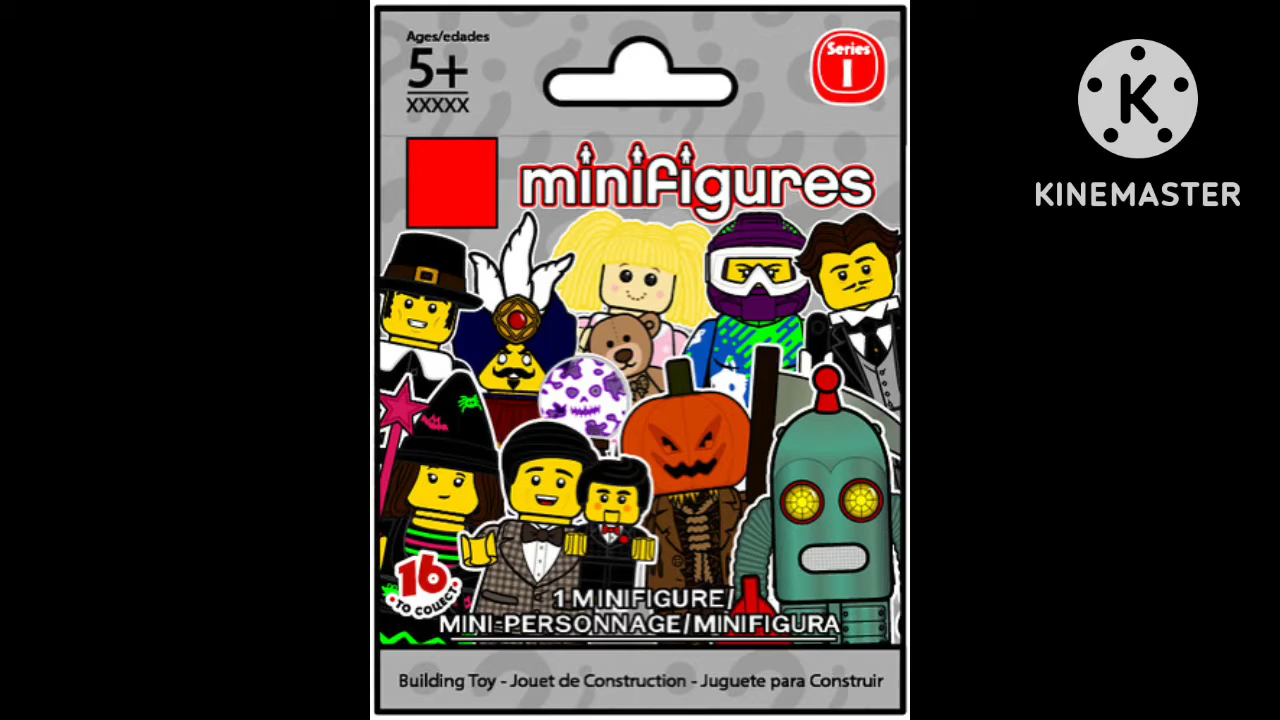 Ages/edades
5+
XXXXX
Series
1
minifigures
16
TO COLLECT
1 MINIFIGURE/
MINI-PERSONNAGE/MINIFIGURA
Building Toy - Jouet de Construction - Juguete para Construir
K
KINEMASTER